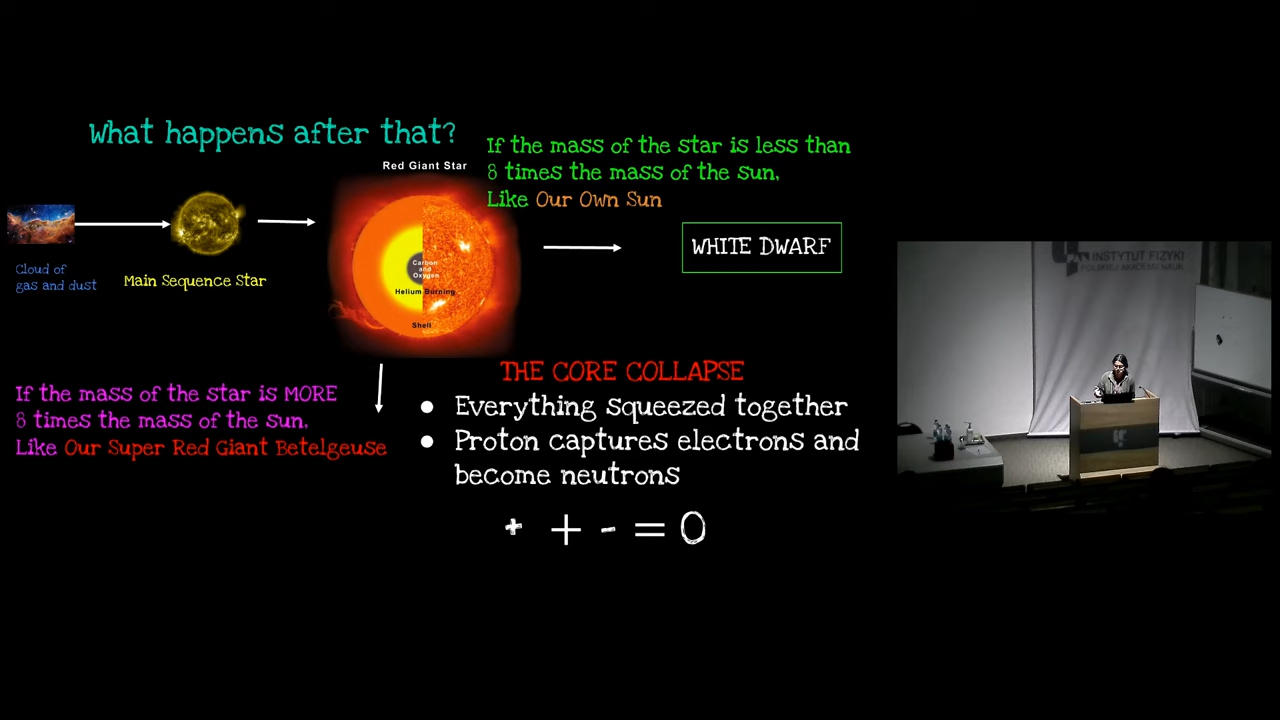 What happens after that?
Red Giant Star
If the mass of the star is less than
8 times the mass of the sun,
Like Our Own Sun
WHITE DWARF
Carbon
and
Oxygen
Helium Burning
Shell
Cloud of
gas and dust
Main Sequence Star
If the mass of the star is MORE
8 times the mass of the sun,
Like Our Super Red Giant Betelgeuse
THE CORE COLLAPSE
● Everything squeezed together
● Proton captures electrons and
become neutrons
+ + - = 0
INSTYTUT FIZYKI
POLSKIEJ AKADEMII NAUK